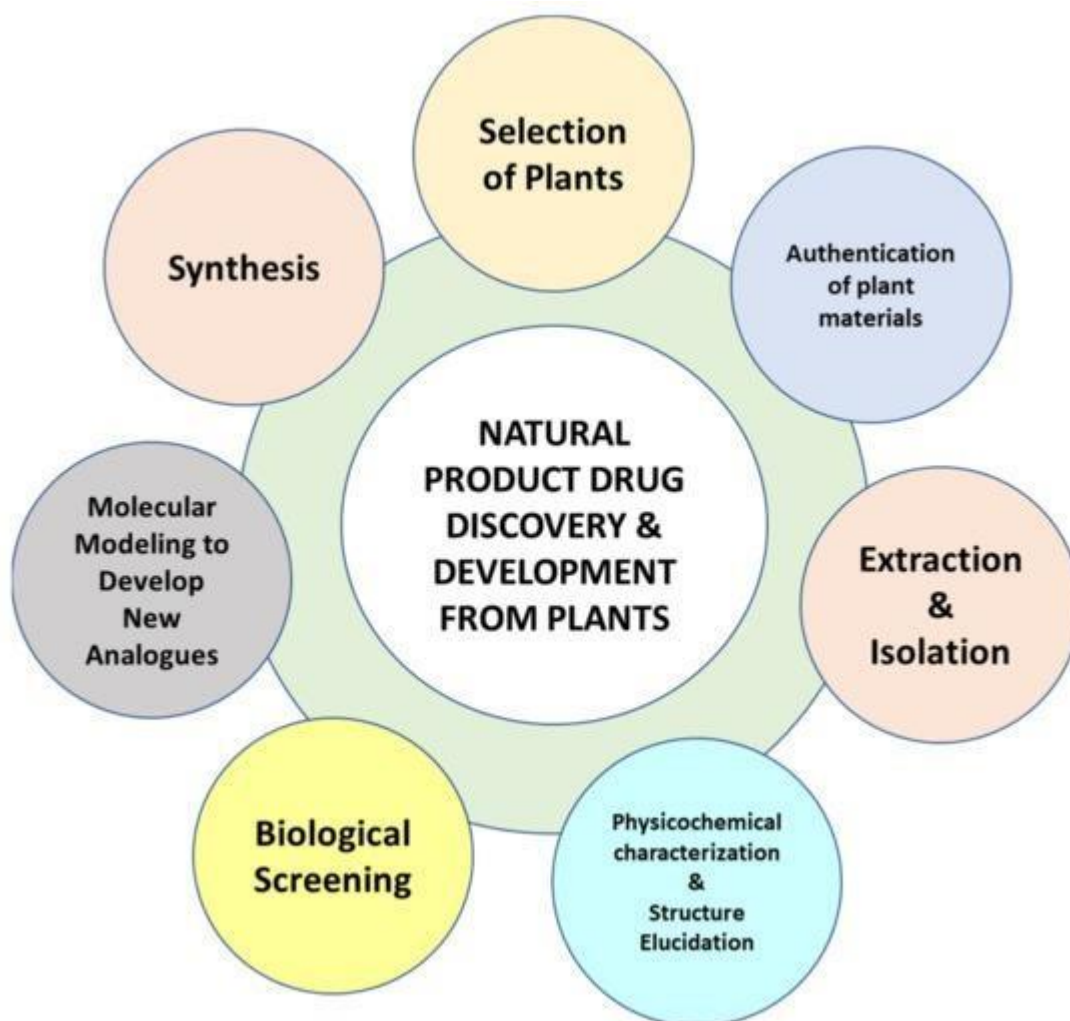 Selection
of Plants
Authentication
of plant
materials
Extraction
&
Isolation
Physicochemical
characterization
&
Structure
Elucidation
Biological
Screening
Molecular
Modeling to
Develop
New
Analogues
Synthesis
NATURAL
PRODUCT DRUG
DISCOVERY &
DEVELOPMENT
FROM PLANTS